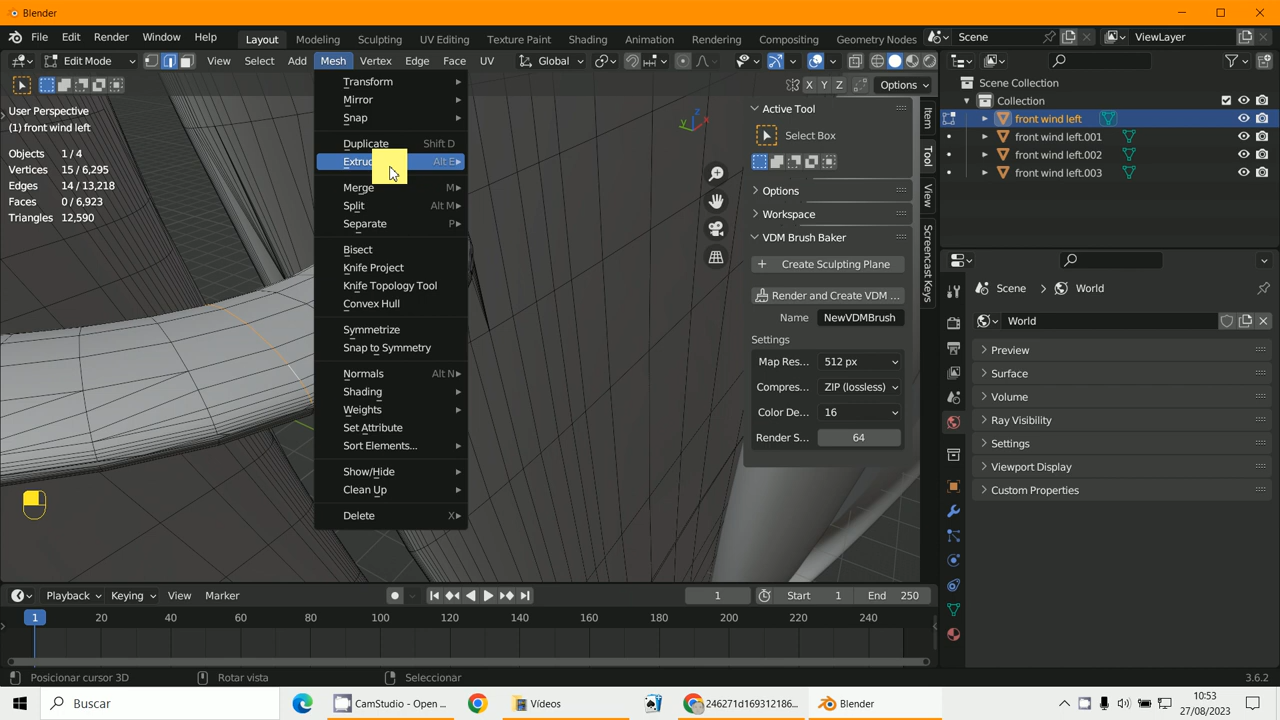 Blender
File Edit Render Window Help Layout Modeling Sculpting UV Editing Texture Paint Shading Animation Rendering Compositing Geometry Nodes Scene ViewLayer
Edit Mode View Select Add Mesh Vertex Edge Face UV Global
X Y Z Options
User Perspective
(1) front wind left
Objects 1 / 4
Vertices 15 / 6,295
Edges 14 / 13,218
Faces 0 / 6,923
Triangles 12,590
Transform
Mirror
Snap
Duplicate Shift D
Alt E
Merge M
Split Alt M
Separate P
Bisect
Knife Project
Knife Topology Tool
Convex Hull
Symmetrize
Snap to Symmetry
Normals Alt N
Shading
Weights
Set Attribute
Sort Elements...
Show/Hide
Clean Up
Delete X
Z
X
Y
Active Tool
Select Box
Options
Workspace
VDM Brush Baker
Create Sculpting Plane
Render and Create VDM ...
Name NewVDMBrush
Settings
Map Res... 512 px
Compres... ZIP (lossless)
Color De... 16
Render S... 64
Item
Tool
View
Screencast Keys
Scene Collection
Collection
front wind left
front wind left.001
front wind left.002
front wind left.003
Scene World
World
Preview
Surface
Volume
Ray Visibility
Settings
Viewport Display
Custom Properties
Playback Keying View Marker 1 Start 1 End 250
1 20 40 60 80 100 120 140 160 180 200 220 240
Posicionar cursor 3D Rotar vista Seleccionar 3.6.2
Buscar CamStudio - Open ... Vídeos 246271d169312186... Blender
10:53
27/08/2023